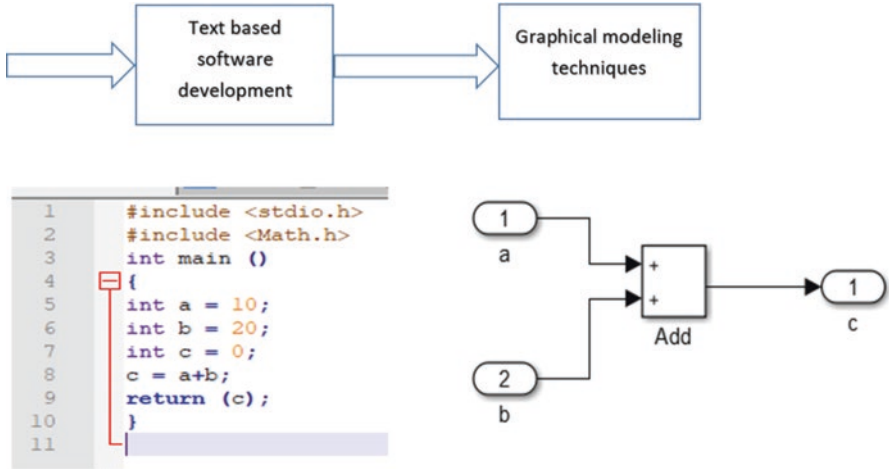 Text based
software
development
Graphical modeling
techniques
1 #include <stdio.h>
2 #include <Math.h>
3 int main ()
4 {
5 int a = 10;
6 int b = 20;
7 int c = 0;
8 c = a+b;
9 return (c);
10 }
11
1
a
2
b
+
+
Add
1
c